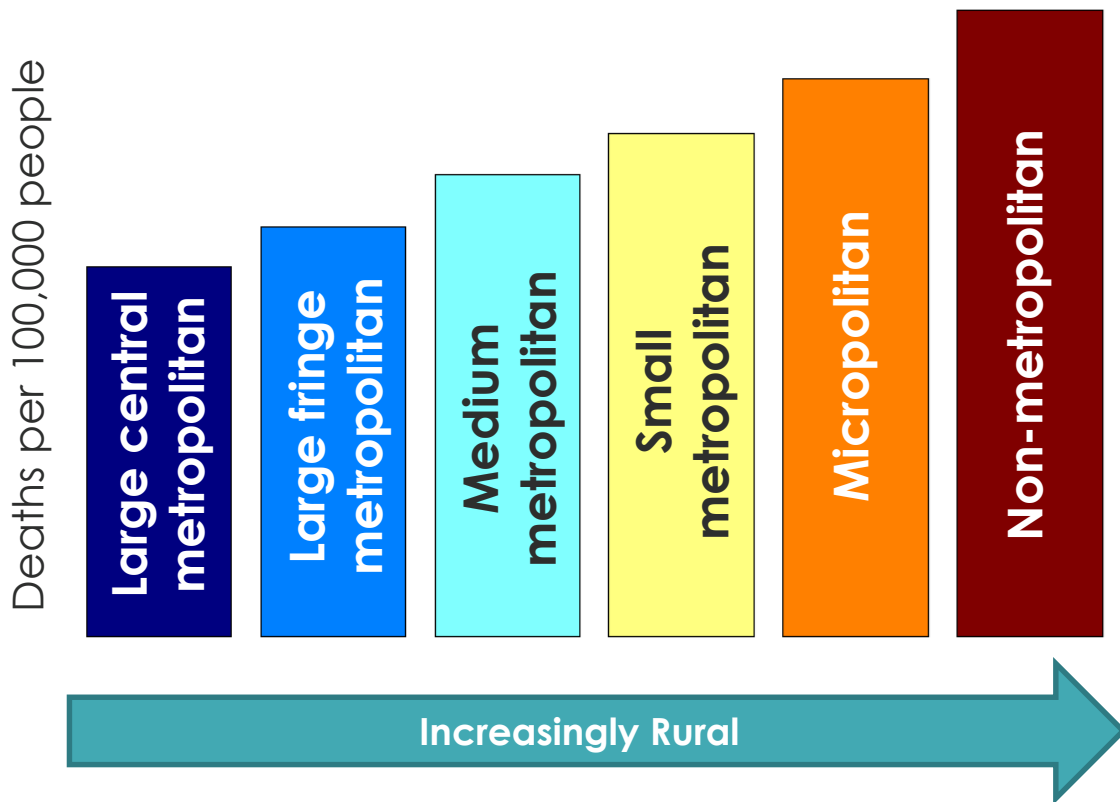 Deaths per 100,000 people
Large central
metropolitan
Large fringe
metropolitan
Medium
metropolitan
Small
metropolitan
Micropolitan
Non-metropolitan
Increasingly Rural